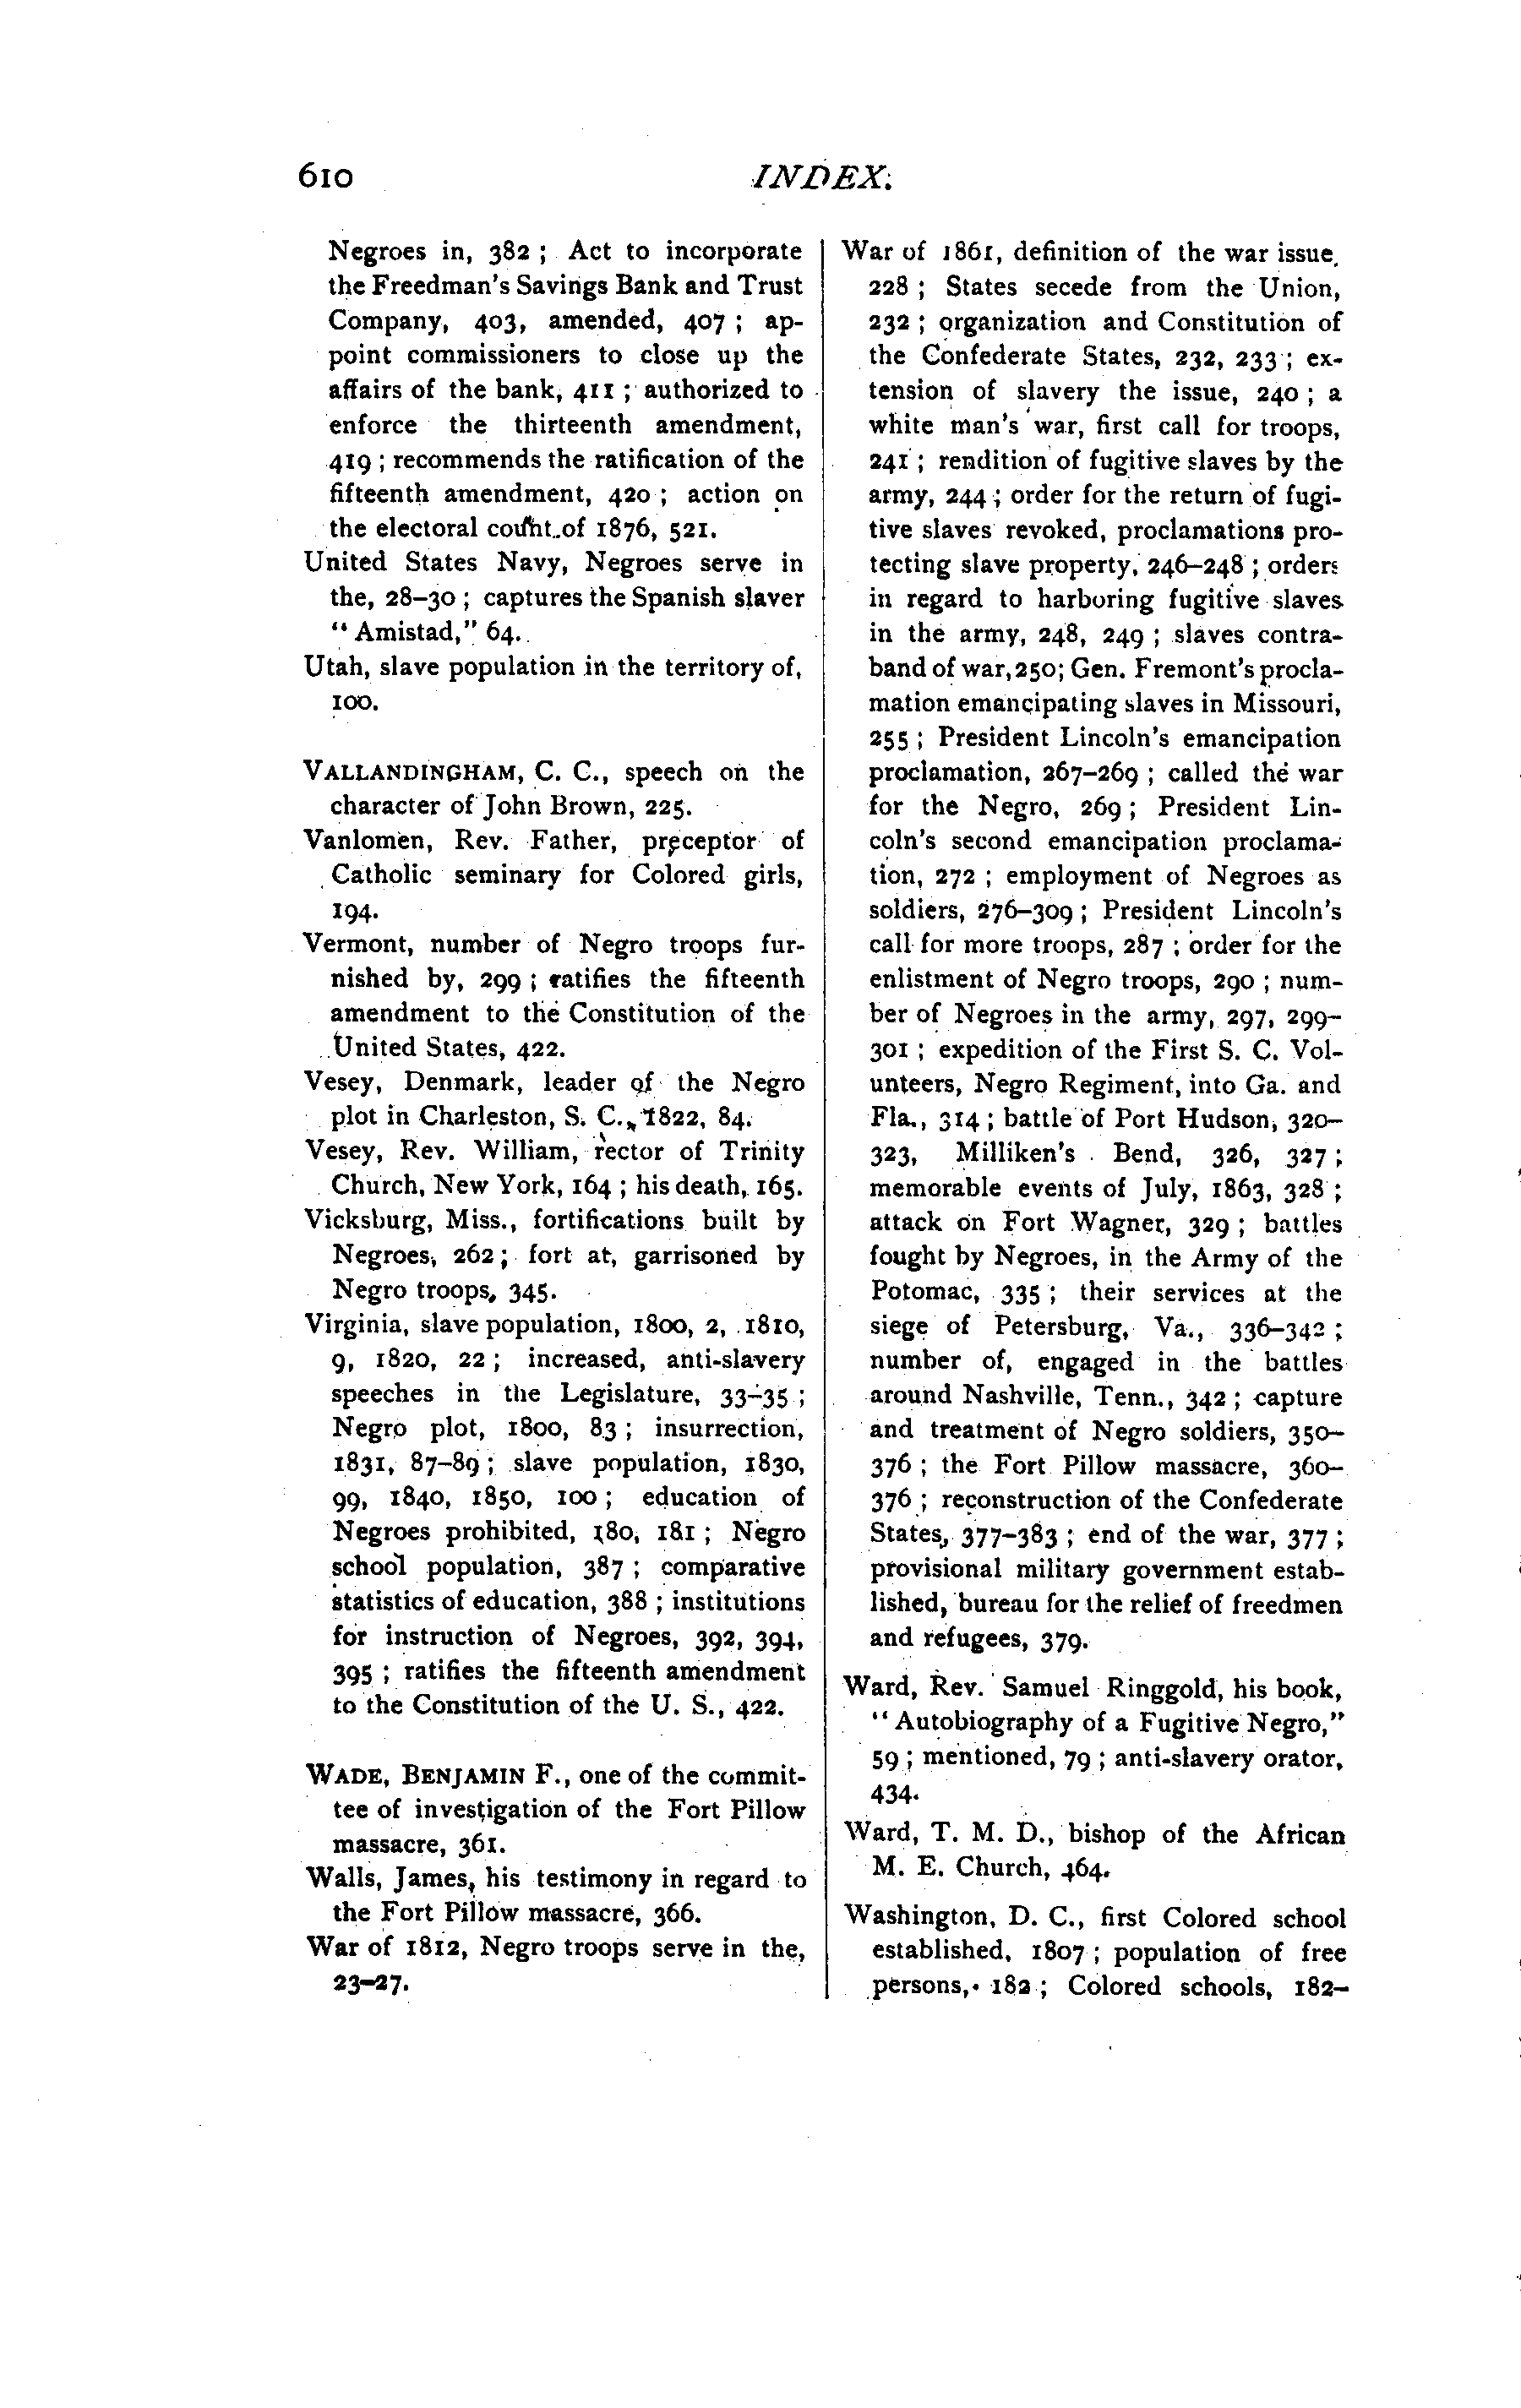 610
INDEX.
Negroes in, 382 ; Act to incorporate
the Freedman's Savings Bank and Trust
Company, 403, amended, 407 ; ap-
point commissioners to close up the
affairs of the bank, 411 ; authorized to
enforce the thirteenth amendment,
419 ; recommends the ratification of the
fifteenth amendment, 420 ; action on
the electoral count of 1876, 521.
United States Navy, Negroes serve in
the, 28–30 ; captures the Spanish slaver
"Amistad," 64.
Utah, slave population in the territory of,
100.
VALLANDINGHAM, C. C., speech on the
character of John Brown, 225.
Vanlomen, Rev. Father, preceptor of
Catholic seminary for Colored girls,
194.
Vermont, number of Negro troops fur-
nished by, 299 ; ratifies the fifteenth
amendment to the Constitution of the
United States, 422.
Vesey, Denmark, leader of the Negro
plot in Charleston, S. C., 1822, 84.
Vesey, Rev. William, rector of Trinity
Church, New York, 164 ; his death, 165.
Vicksburg, Miss., fortifications built by
Negroes, 262 ; fort at, garrisoned by
Negro troops, 345.
Virginia, slave population, 1800, 2, 1810,
9, 1820, 22 ; increased, anti-slavery
speeches in the Legislature, 33–35 ;
Negro plot, 1800, 83 ; insurrection,
1831, 87–89 ; slave population, 1830,
99, 1840, 1850, 100 ; education of
Negroes prohibited, 180, 181 ; Negro
school population, 387 ; comparative
statistics of education, 388 ; institutions
for instruction of Negroes, 392, 394,
395 ; ratifies the fifteenth amendment
to the Constitution of the U. S., 422.
WADE, BENJAMIN F., one of the commit-
tee of investigation of the Fort Pillow
massacre, 361.
Walls, James, his testimony in regard to
the Fort Pillow massacre, 366.
War of 1812, Negro troops serve in the,
23–27.
War of 1861, definition of the war issue,
228 ; States secede from the Union,
232 ; organization and Constitution of
the Confederate States, 232, 233 ; ex-
tension of slavery the issue, 240 ; a
white man's war, first call for troops,
241 ; rendition of fugitive slaves by the
army, 244 ; order for the return of fugi-
tive slaves revoked, proclamations pro-
tecting slave property, 246–248 ; orders
in regard to harboring fugitive slaves
in the army, 248, 249 ; slaves contra-
band of war, 250; Gen. Fremont's procla-
mation emancipating slaves in Missouri,
255 ; President Lincoln's emancipation
proclamation, 267–269 ; called the war
for the Negro, 269 ; President Lin-
coln's second emancipation proclama-
tion, 272 ; employment of Negroes as
soldiers, 276–309 ; President Lincoln's
call for more troops, 287 ; order for the
enlistment of Negro troops, 290 ; num-
ber of Negroes in the army, 297, 299–
301 ; expedition of the First S. C. Vol-
unteers, Negro Regiment, into Ga. and
Fla., 314 ; battle of Port Hudson, 320–
323, Milliken's Bend, 326, 327 ;
memorable events of July, 1863, 328 ;
attack on Fort Wagner, 329 ; battles
fought by Negroes, in the Army of the
Potomac, 335 ; their services at the
siege of Petersburg, Va., 336–342 ;
number of, engaged in the battles
around Nashville, Tenn., 342 ; capture
and treatment of Negro soldiers, 350–
376 ; the Fort Pillow massacre, 360–
376 ; reconstruction of the Confederate
States, 377–383 ; end of the war, 377 ;
provisional military government estab-
lished, bureau for the relief of freedmen
and refugees, 379.
Ward, Rev. Samuel Ringgold, his book,
"Autobiography of a Fugitive Negro,"
59 ; mentioned, 79 ; anti-slavery orator,
434.
Ward, T. M. D., bishop of the African
M. E. Church, 464.
Washington, D. C., first Colored school
established, 1807 ; population of free
persons, 182 ; Colored schools, 182–